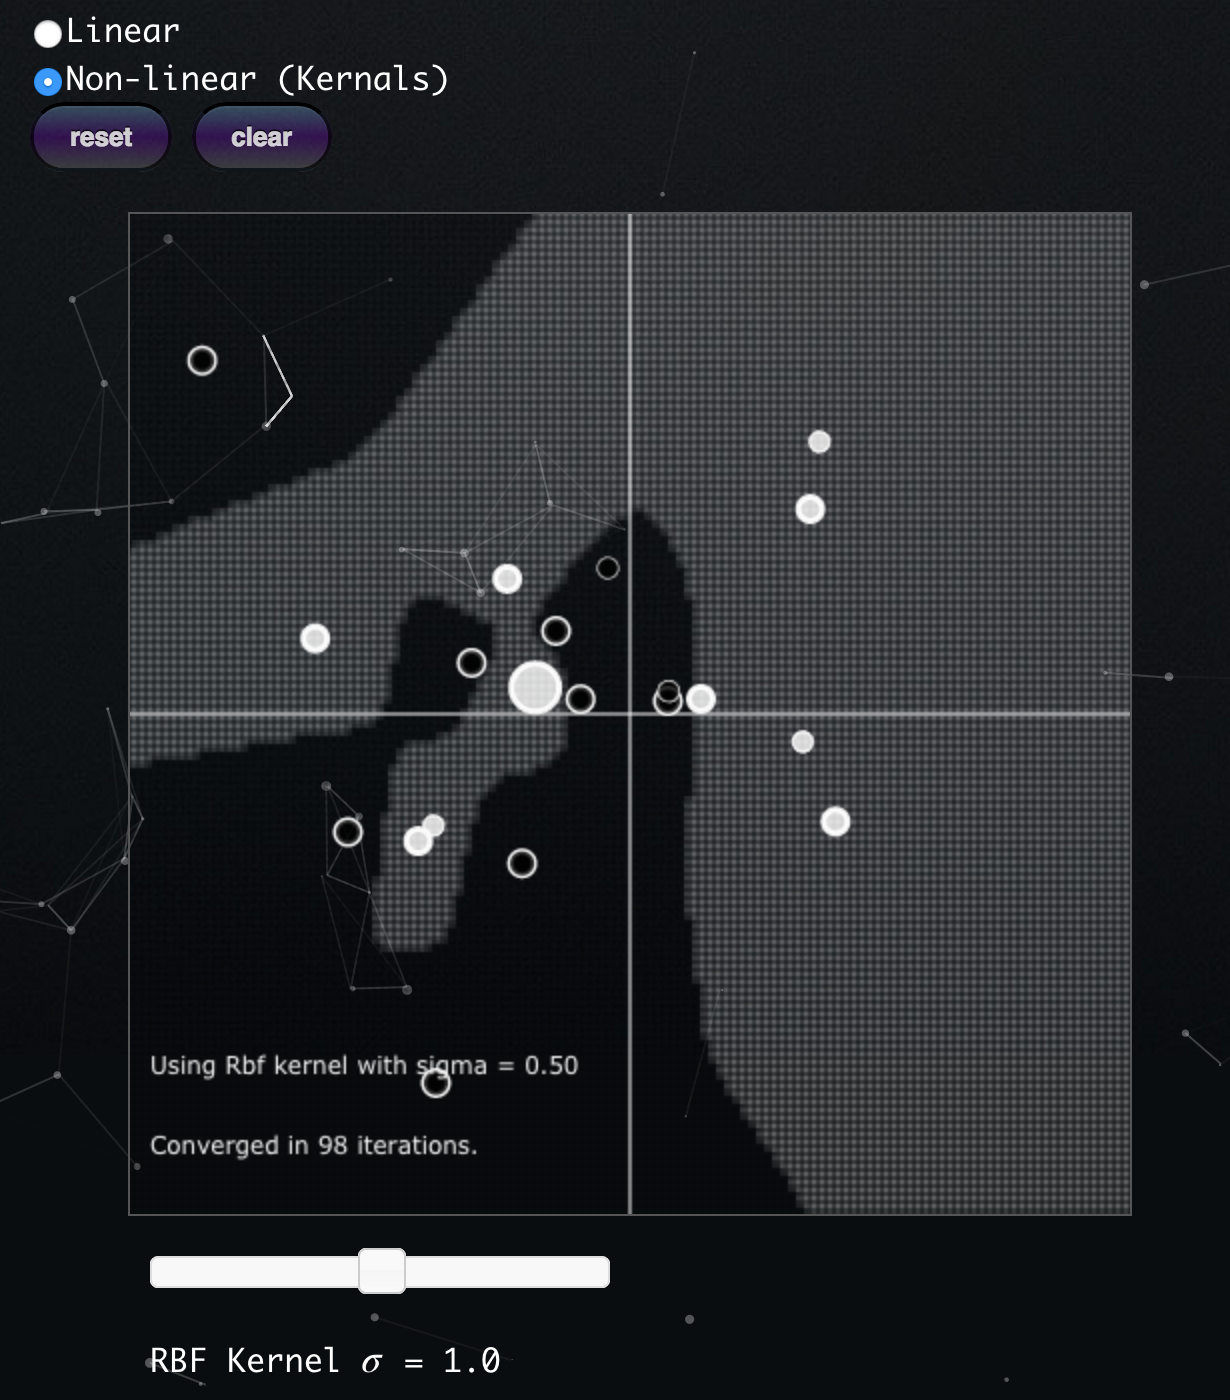 Linear
Non-linear (Kernals)
reset clear
Using Rbf kernel with sigma = 0.50
Converged in 98 iterations.
RBF Kernel σ = 1.0